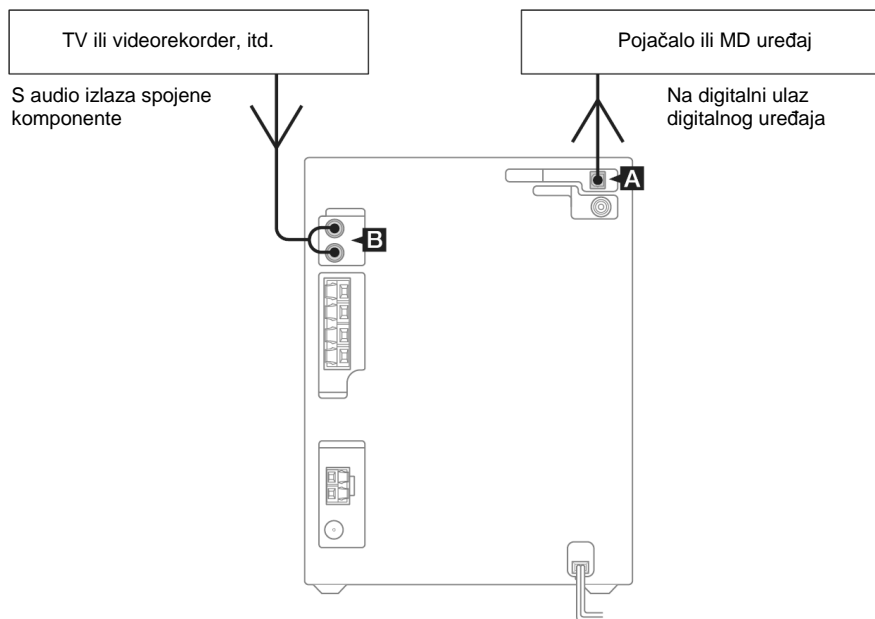 TV ili videorekorder, itd.
Pojačalo ili MD uređaj
S audio izlaza spojene
komponente
Na digitalni ulaz
digitalnog uređaja
A
B